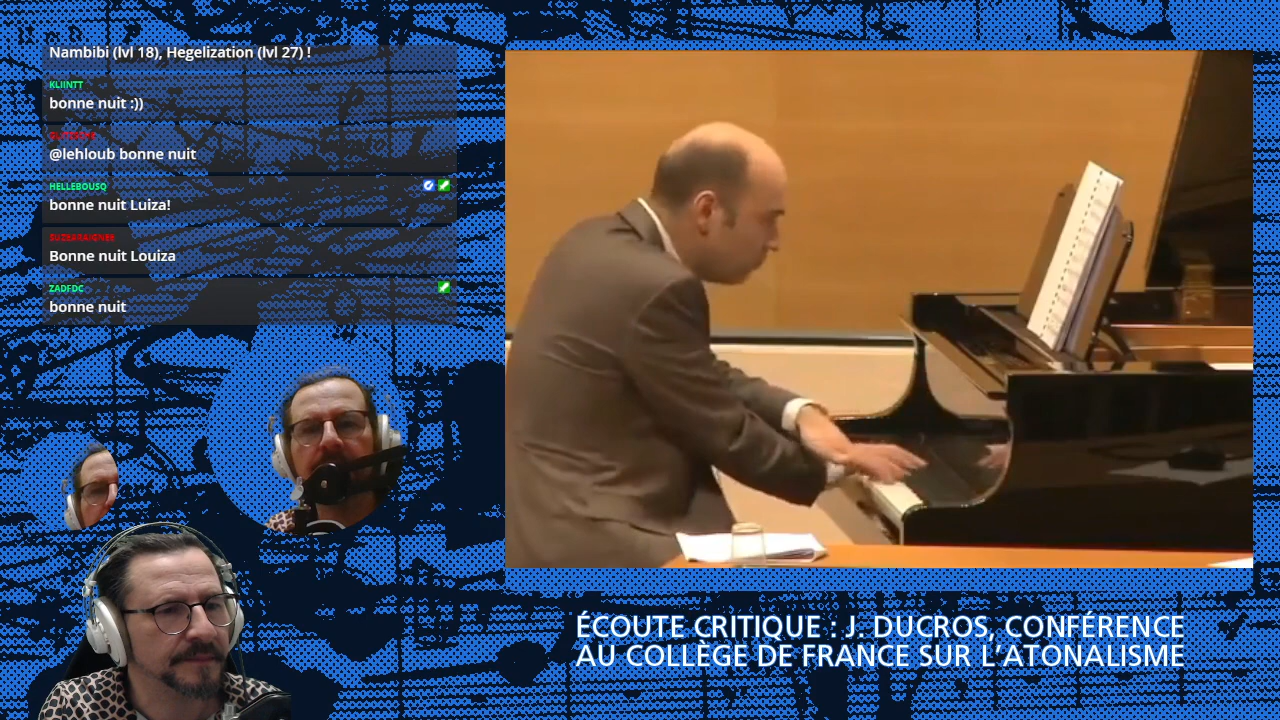 Nambibi (lvl 18), Hegelization (lvl 27) !
KLIINTT
bonne nuit :))
@lehloub bonne nuit
HELLEBOUSQ
bonne nuit Luiza!
SUZEARAIGNEE
Bonne nuit Louiza
ZADFDC
bonne nuit
ÉCOUTE CRITIQUE : J. DUCROS, CONFÉRENCE
AU COLLÈGE DE FRANCE SUR L’ATONALISME